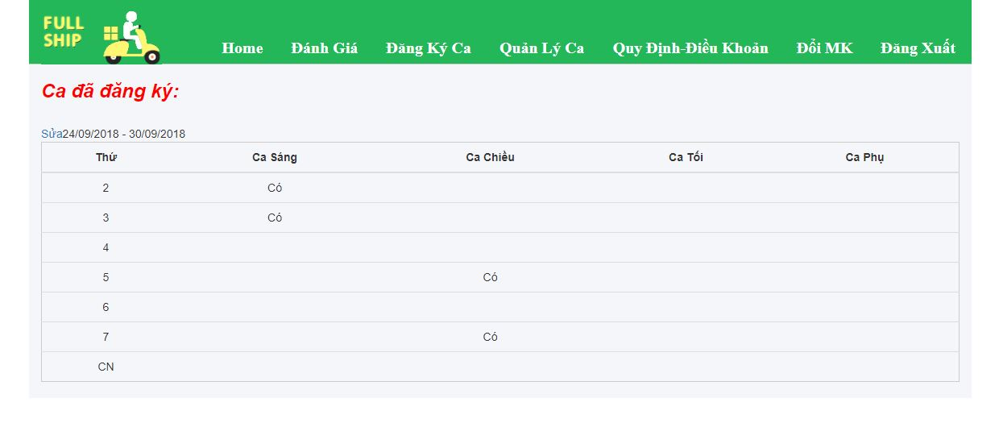 FULL
SHIP
Home Đánh Giá Đăng Ký Ca Quản Lý Ca Quy Định-Điều Khoản Đổi MK Đăng Xuất
Ca đã đăng ký:
Sửa24/09/2018 - 30/09/2018
Thứ Ca Sáng Ca Chiều Ca Tối Ca Phụ
2 Có
3 Có
4
5 Có
6
7 Có
CN